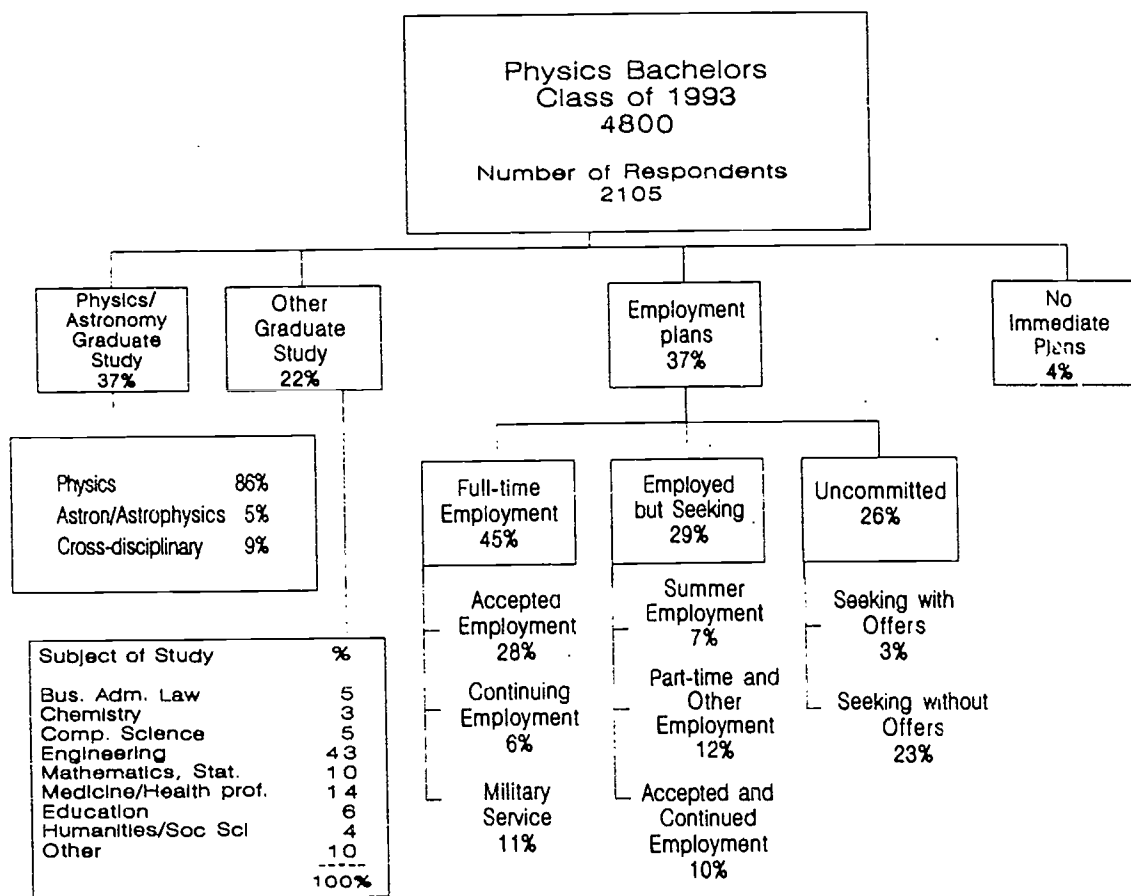 Physics Bachelors
Class of 1993
4800
Number of Respondents
2105
Physics/
Astronomy
Graduate
Study
37%
Other
Graduate
Study
22%
Employment
plans
37%
No
Immediate
Plans
4%
Physics 86%
Astron/Astrophysics 5%
Cross-disciplinary 9%
Full-time
Employment
45%
Employed
but Seeking
29%
Uncommitted
26%
Accepted
Employment
28%
Continuing
Employment
6%
Military
Service
11%
Summer
Employment
7%
Part-time and
Other
Employment
12%
Accepted and
Continued
Employment
10%
Seeking with
Offers
3%
Seeking without
Offers
23%
Subject of Study %
Bus. Adm. Law 5
Chemistry 3
Comp. Science 5
Engineering 43
Mathematics, Stat. 10
Medicine/Health prof. 14
Education 6
Humanities/Soc Sci 4
Other 10
-----
100%